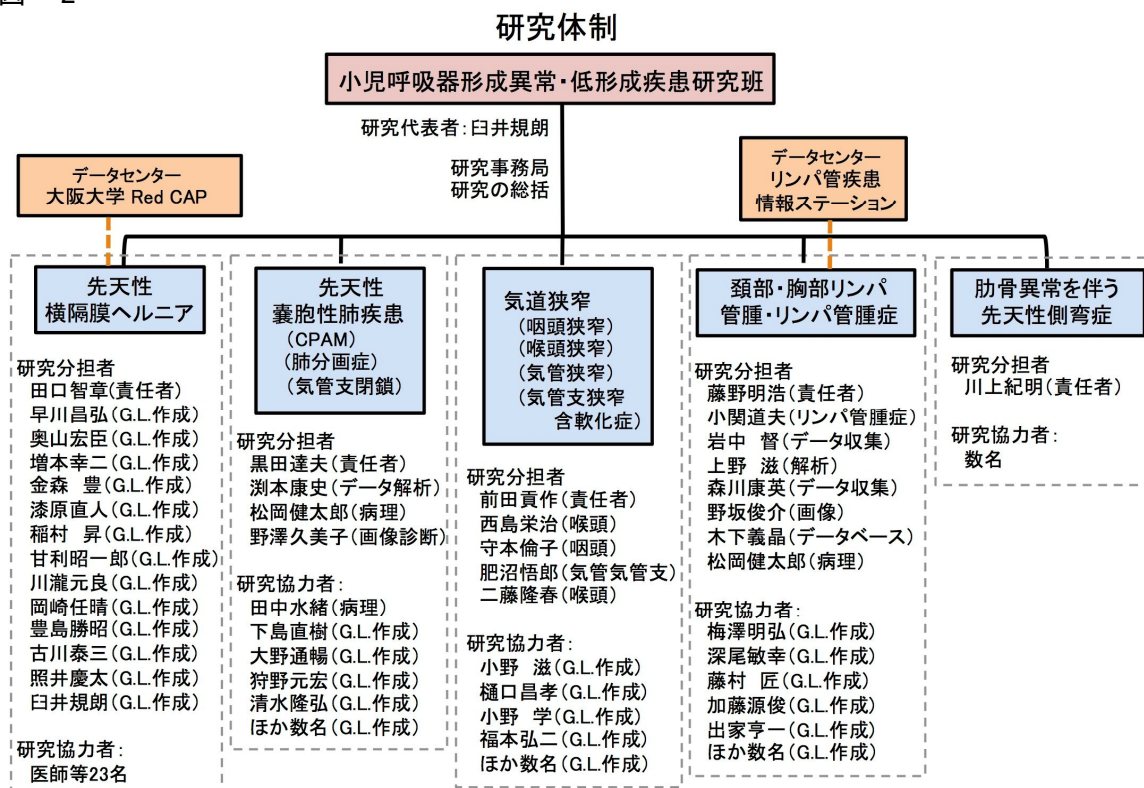 図 2
研究体制
小児呼吸器形成異常・低形成疾患研究班
研究代表者：臼井規朗
研究事務局
研究の総括
データセンター
大阪大学 Red CAP
データセンター
リンパ管疾患
情報ステーション
先天性
横隔膜ヘルニア
研究分担者
田口智章(責任者)
早川昌弘(G.L.作成)
奥山宏臣(G.L.作成)
増本幸二(G.L.作成)
金森 豊(G.L.作成)
漆原直人(G.L.作成)
稲村 昇(G.L.作成)
甘利昭一郎(G.L.作成)
川瀧元良(G.L.作成)
岡崎任晴(G.L.作成)
豊島勝昭(G.L.作成)
古川泰三(G.L.作成)
照井慶太(G.L.作成)
臼井規朗(G.L.作成)
研究協力者：
医師等23名
先天性
嚢胞性肺疾患
(CPAM)
(肺分画症)
(気管支閉鎖)
研究分担者
黒田達夫(責任者)
渕本康史(データ解析)
松岡健太郎(病理)
野澤久美子(画像診断)
研究協力者：
田中水緒(病理)
下島直樹(G.L.作成)
大野通暢(G.L.作成)
狩野元宏(G.L.作成)
清水隆弘(G.L.作成)
ほか数名(G.L.作成)
気道狭窄
(咽頭狭窄)
(喉頭狭窄)
(気管狭窄)
(気管支狭窄
含軟化症)
研究分担者
前田貢作(責任者)
西島栄治(喉頭)
守本倫子(咽頭)
肥沼悟郎(気管気管支)
二藤隆春(喉頭)
研究協力者：
小野 滋(G.L.作成)
樋口昌孝(G.L.作成)
小野 学(G.L.作成)
福本弘二(G.L.作成)
ほか数名(G.L.作成)
頚部・胸部リンパ
管腫・リンパ管腫症
研究分担者
藤野明浩(責任者)
小関道夫(リンパ管腫症)
岩中 督(データ収集)
上野 滋(解析)
森川康英(データ収集)
野坂俊介(画像)
木下義晶(データベース)
松岡健太郎(病理)
研究協力者：
梅澤明弘(G.L.作成)
深尾敏幸(G.L.作成)
藤村 匠(G.L.作成)
加藤源俊(G.L.作成)
出家亨一(G.L.作成)
ほか数名(G.L.作成)
肋骨異常を伴う
先天性側弯症
研究分担者
川上紀明(責任者)
研究協力者：
数名